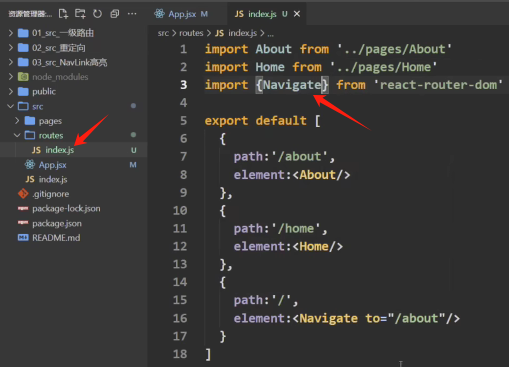 资源管理器...
App.jsx M
JS index.js U
01_src_一级路由
02_src_重定向
03_src_NavLink高亮
node_modules
public
src
pages
routes
JS index.js U
App.jsx M
JS index.js
.gitignore
package-lock.json
package.json
README.md
src > routes > JS index.js > ...
1 import About from '../pages/About'
2 import Home from '../pages/Home'
3 import {Navigate} from 'react-router-dom'
4
5 export default [
6 {
7 path:'/about',
8 element:<About/>
9 },
10 {
11 path:'/home',
12 element:<Home/>
13 },
14 {
15 path:'/',
16 element:<Navigate to="/about"/>
17 }
18 ]